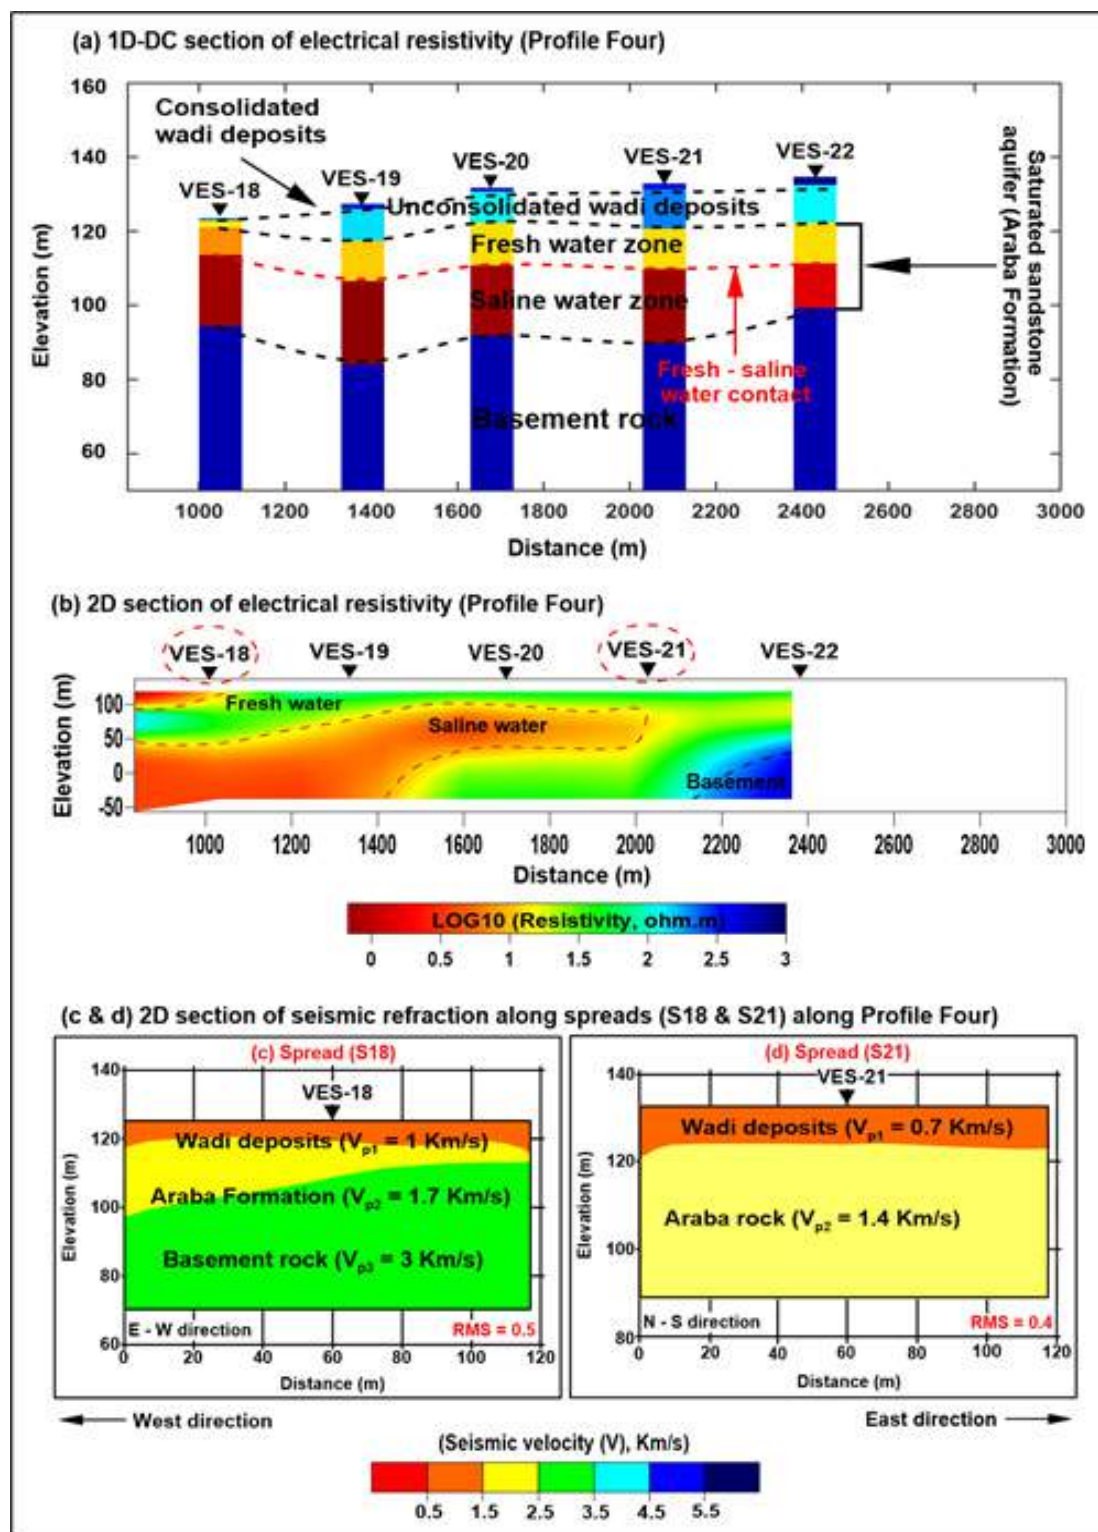 (a) 1D-DC section of electrical resistivity (Profile Four)
160
140
120
100
80
60
Elevation (m)
Consolidated
wadi deposits
VES-18
VES-19
VES-20
VES-21
VES-22
Unconsolidated wadi deposits
Fresh water zone
Saline water zone
Fresh - saline
water contact
Basement rock
Saturated sandstone
aquifer (Araba Formation)
1000 1200 1400 1600 1800 2000 2200 2400 2600 2800 3000
Distance (m)
(b) 2D section of electrical resistivity (Profile Four)
VES-18 VES-19 VES-20 VES-21 VES-22
Elevation (m)
100
50
0
-50
Fresh water
Saline water
Basement
1000 1200 1400 1600 1800 2000 2200 2400 2600 2800 3000
Distance (m)
LOG10 (Resistivity, ohm.m)
0 0.5 1 1.5 2 2.5 3
(c & d) 2D section of seismic refraction along spreads (S18 & S21) along Profile Four)
(c) Spread (S18)
VES-18
140
120
100
80
60
Elevation (m)
Wadi deposits (Vp1 = 1 Km/s)
Araba Formation (Vp2 = 1.7 Km/s)
Basement rock (Vp3 = 3 Km/s)
E - W direction
RMS = 0.5
0 20 40 60 80 100 120
Distance (m)
(d) Spread (S21)
VES-21
140
120
100
80
Elevation (m)
Wadi deposits (Vp1 = 0.7 Km/s)
Araba rock (Vp2 = 1.4 Km/s)
N - S direction
RMS = 0.4
0 20 40 60 80 100 120
Distance (m)
West direction
East direction
(Seismic velocity (V), Km/s)
0.5 1.5 2.5 3.5 4.5 5.5